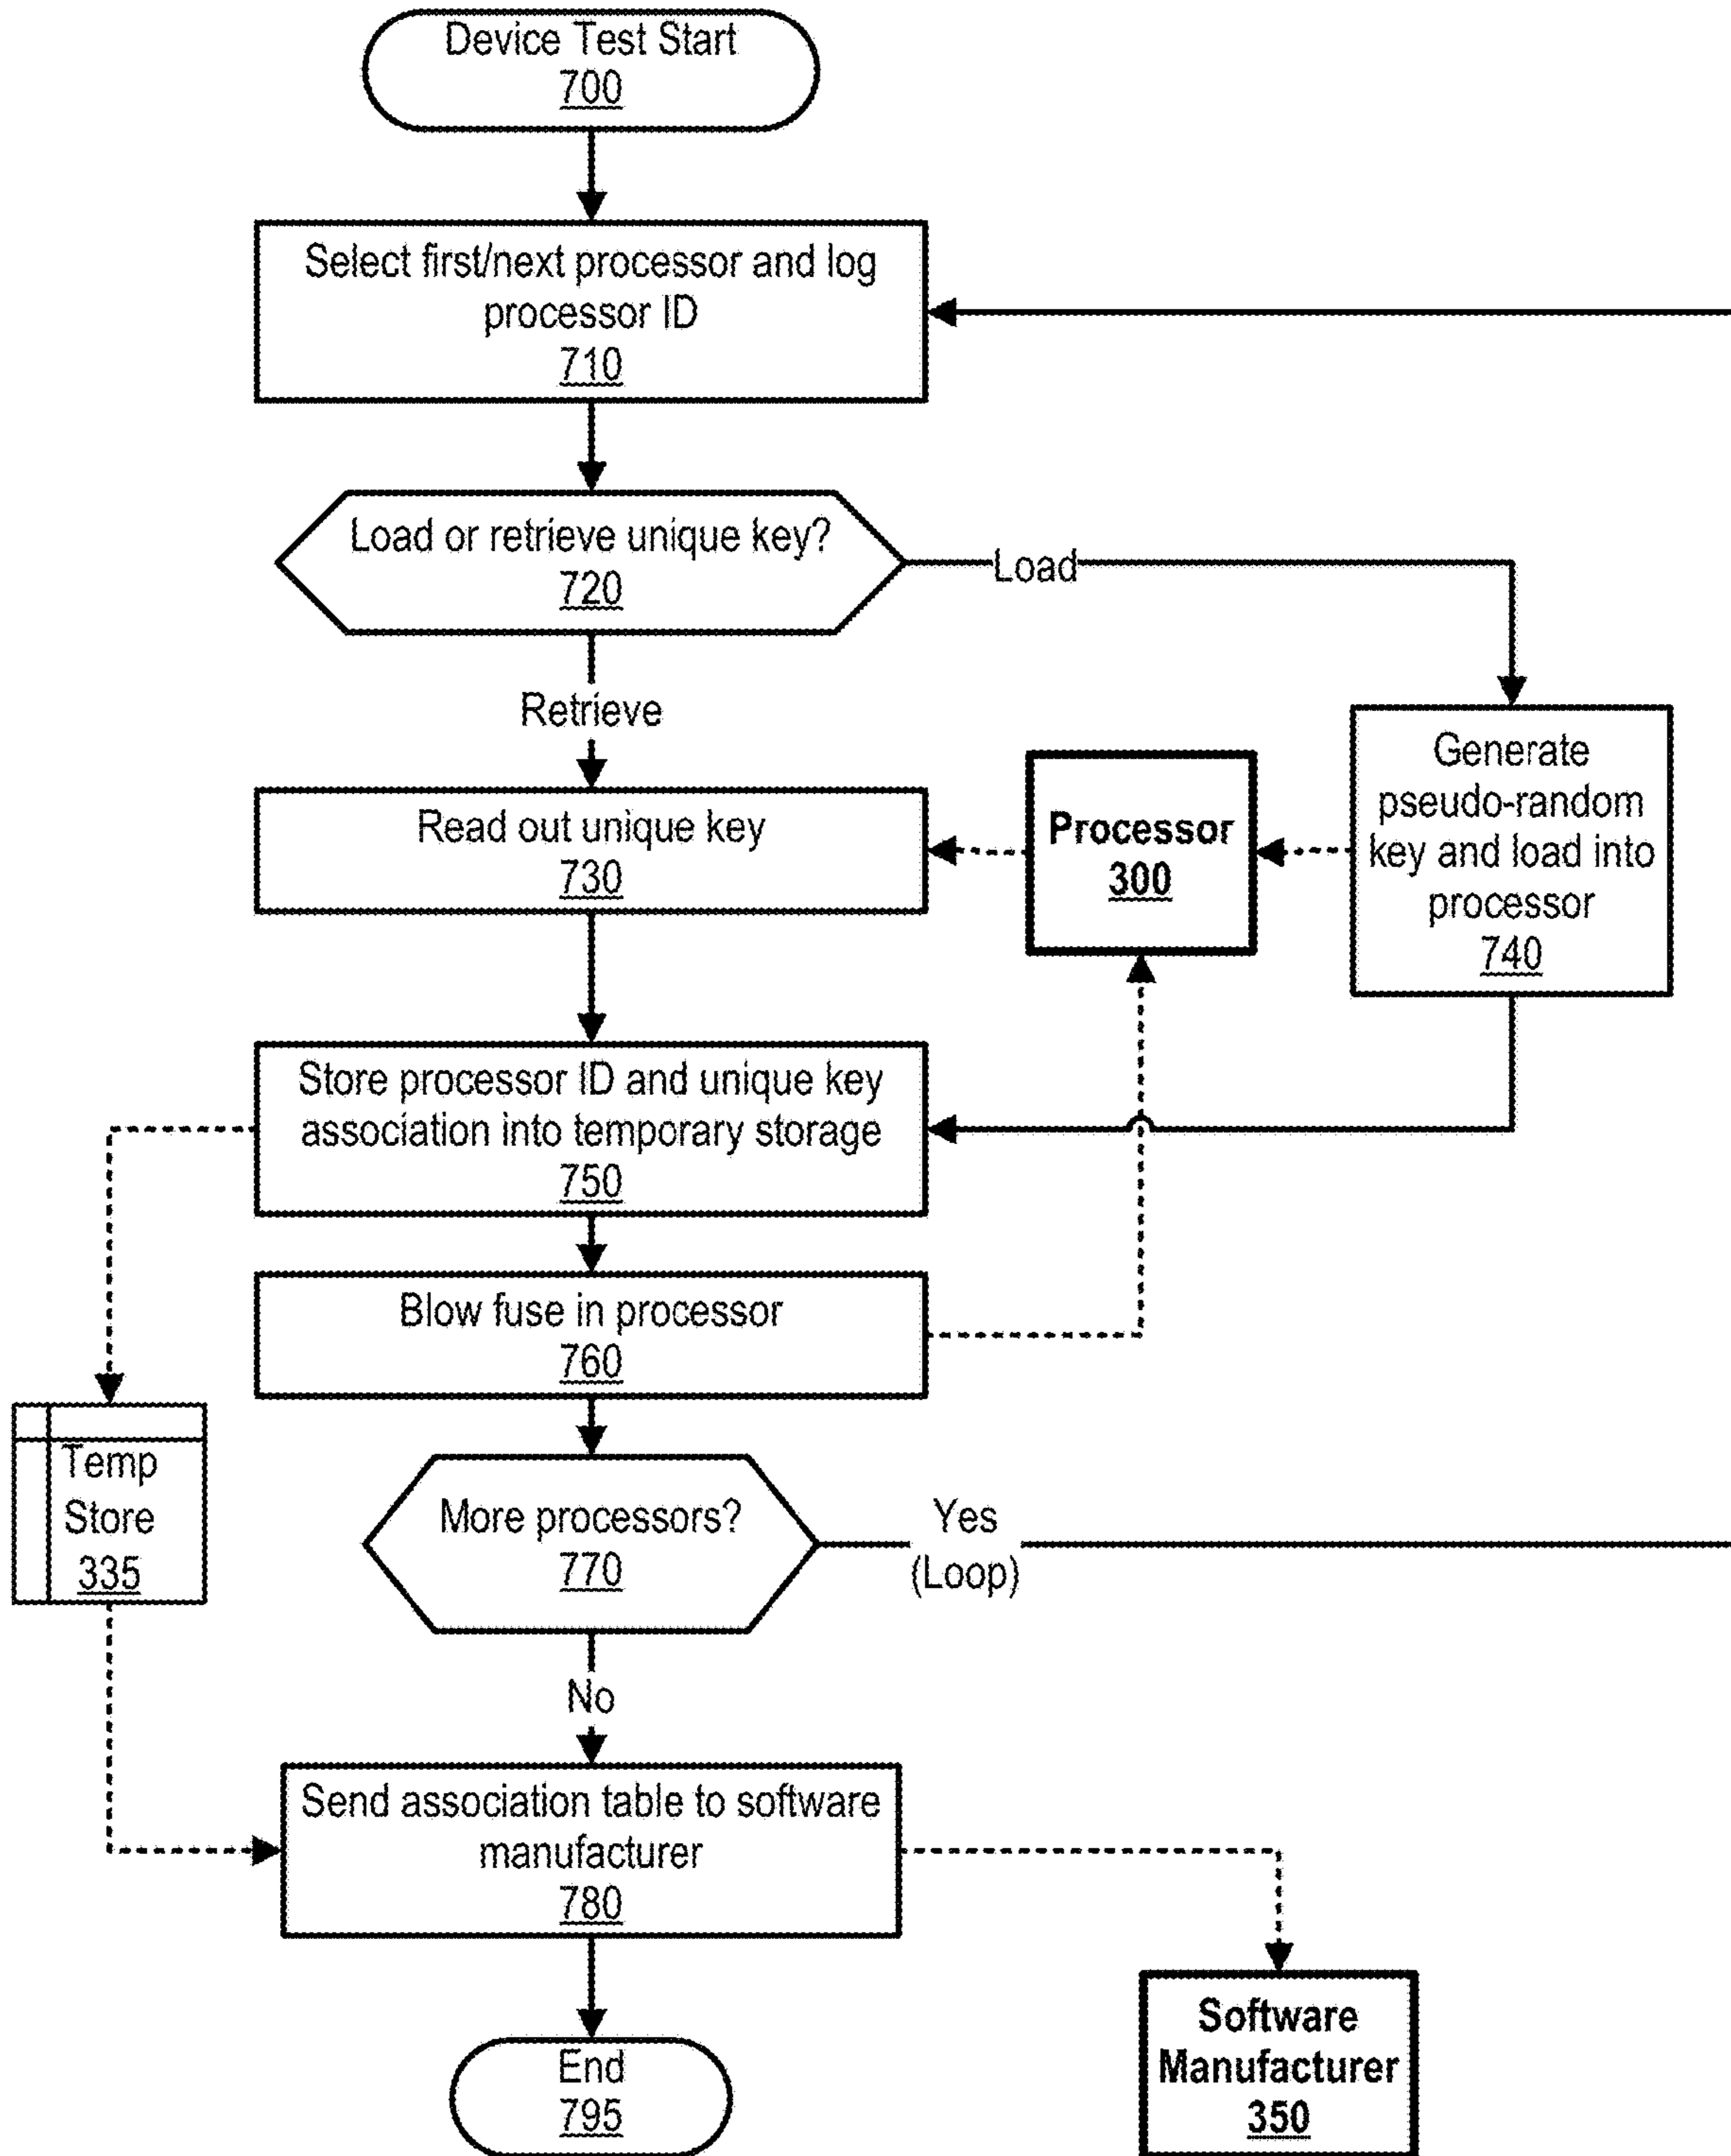 Device Test Start
700
Select first/next processor and log
processor ID
710
Load or retrieve unique key?
720
Load
Retrieve
Generate
pseudo-random
key and load into
processor
740
Processor
300
Read out unique key
730
Store processor ID and unique key
association into temporary storage
750
Blow fuse in processor
760
Temp
Store
335
More processors?
770
Yes
(Loop)
No
Send association table to software
manufacturer
780
Software
Manufacturer
350
End
795